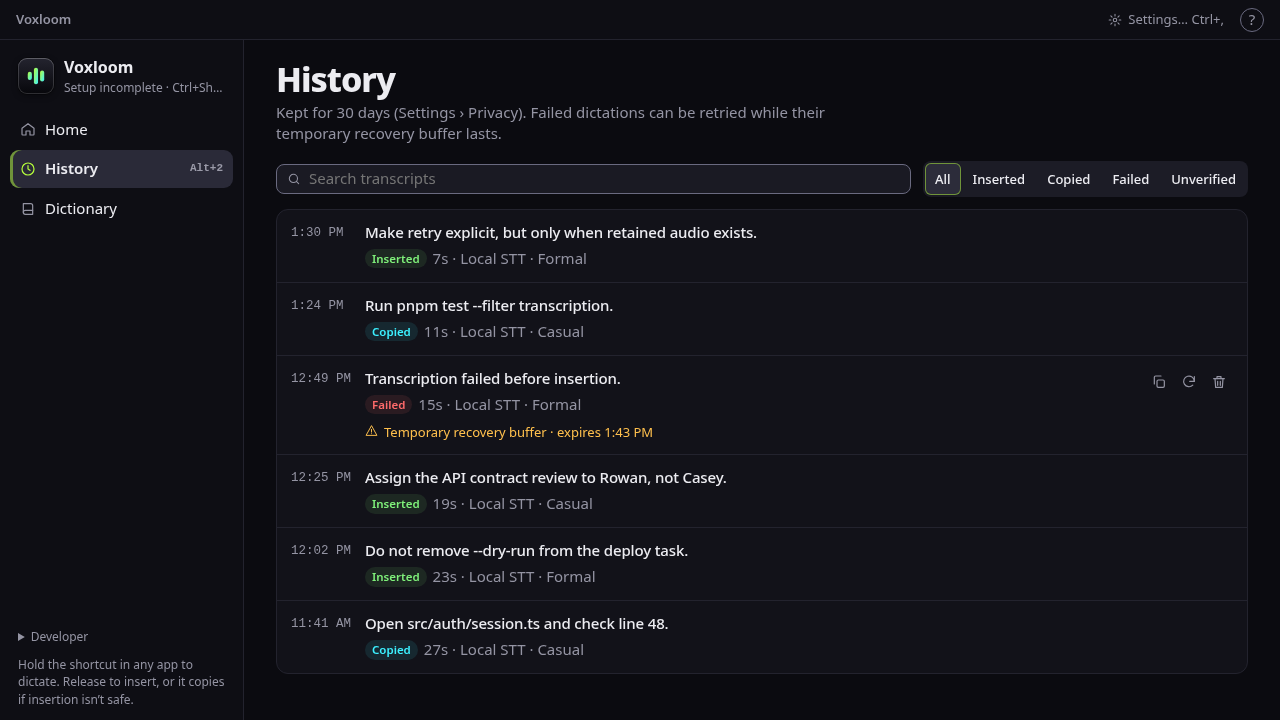 Voxloom
Settings... Ctrl+,
?
Voxloom
Setup incomplete · Ctrl+Sh...
Home
History
Alt+2
Dictionary
Developer
Hold the shortcut in any app to
dictate. Release to insert, or it copies
if insertion isn't safe.
History
Kept for 30 days (Settings › Privacy). Failed dictations can be retried while their
temporary recovery buffer lasts.
Search transcripts
All
Inserted
Copied
Failed
Unverified
1:30 PM
Make retry explicit, but only when retained audio exists.
Inserted 7s · Local STT · Formal
1:24 PM
Run pnpm test --filter transcription.
Copied 11s · Local STT · Casual
12:49 PM
Transcription failed before insertion.
Failed 15s · Local STT · Formal
Temporary recovery buffer · expires 1:43 PM
12:25 PM
Assign the API contract review to Rowan, not Casey.
Inserted 19s · Local STT · Casual
12:02 PM
Do not remove --dry-run from the deploy task.
Inserted 23s · Local STT · Formal
11:41 AM
Open src/auth/session.ts and check line 48.
Copied 27s · Local STT · Casual